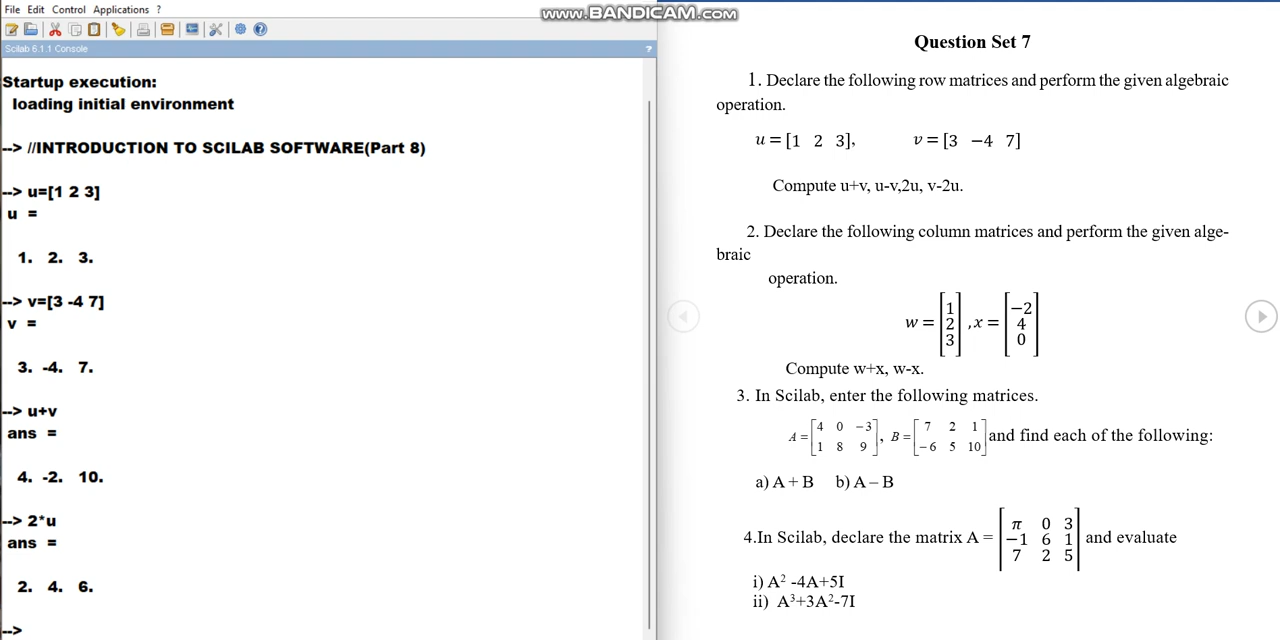 www.BANDICAM.com
File Edit Control Applications ?
Scilab 6.1.1 Console ?
Startup execution:
loading initial environment
--> //INTRODUCTION TO SCILAB SOFTWARE(Part 8)
--> u=[1 2 3]
u =
1. 2. 3.
--> v=[3 -4 7]
v =
3. -4. 7.
--> u+v
ans =
4. -2. 10.
--> 2*u
ans =
2. 4. 6.
-->
Question Set 7
1. Declare the following row matrices and perform the given algebraic
operation.
u = [1 2 3], v = [3 −4 7]
Compute u+v, u-v,2u, v-2u.
2. Declare the following column matrices and perform the given alge-
braic
operation.
1 −2
w = 2 , x = 4
3 0
Compute w+x, w-x.
3. In Scilab, enter the following matrices.
A = [4 0 −3 , B = [7 2 1 and find each of the following:
1 8 9] −6 5 10]
a) A + B b) A – B
π 0 3
4.In Scilab, declare the matrix A = −1 6 1 and evaluate
7 2 5
i) A² -4A+5I
ii) A³+3A²-7I